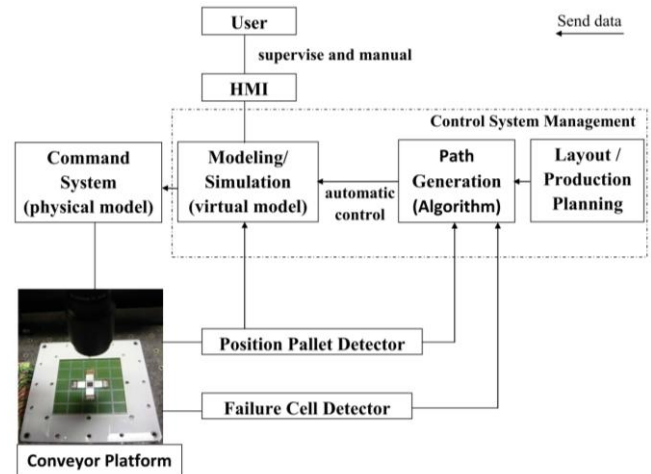 User
Send data
supervise and manual
HMI
Control System Management
Command
System
(physical model)
Modeling/
Simulation
(virtual model)
automatic
control
Path
Generation
(Algorithm)
Layout /
Production
Planning
Position Pallet Detector
Failure Cell Detector
Conveyor Platform